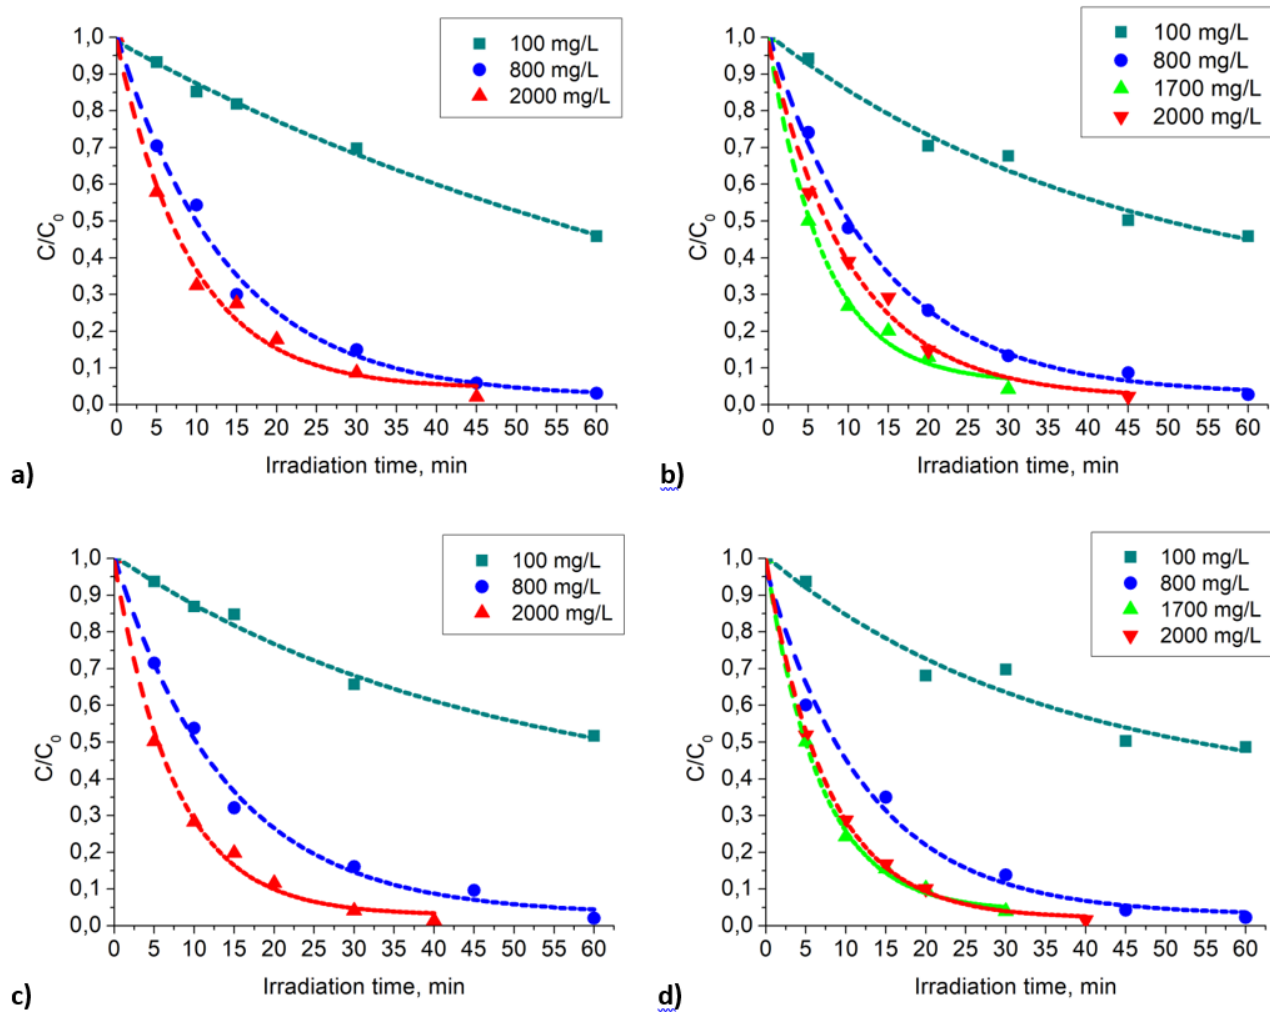 1,0
0,9
0,8
0,7
0,6
0,5
0,4
0,3
0,2
0,1
0,0
C/C₀
0 5 10 15 20 25 30 35 40 45 50 55 60
Irradiation time, min
100 mg/L
800 mg/L
2000 mg/L
a)
1,0
0,9
0,8
0,7
0,6
0,5
0,4
0,3
0,2
0,1
0,0
C/C₀
0 5 10 15 20 25 30 35 40 45 50 55 60
Irradiation time, min
100 mg/L
800 mg/L
1700 mg/L
2000 mg/L
b)
1,0
0,9
0,8
0,7
0,6
0,5
0,4
0,3
0,2
0,1
0,0
C/C₀
0 5 10 15 20 25 30 35 40 45 50 55 60
Irradiation time, min
100 mg/L
800 mg/L
2000 mg/L
c)
1,0
0,9
0,8
0,7
0,6
0,5
0,4
0,3
0,2
0,1
0,0
C/C₀
0 5 10 15 20 25 30 35 40 45 50 55 60
Irradiation time, min
100 mg/L
800 mg/L
1700 mg/L
2000 mg/L
d)